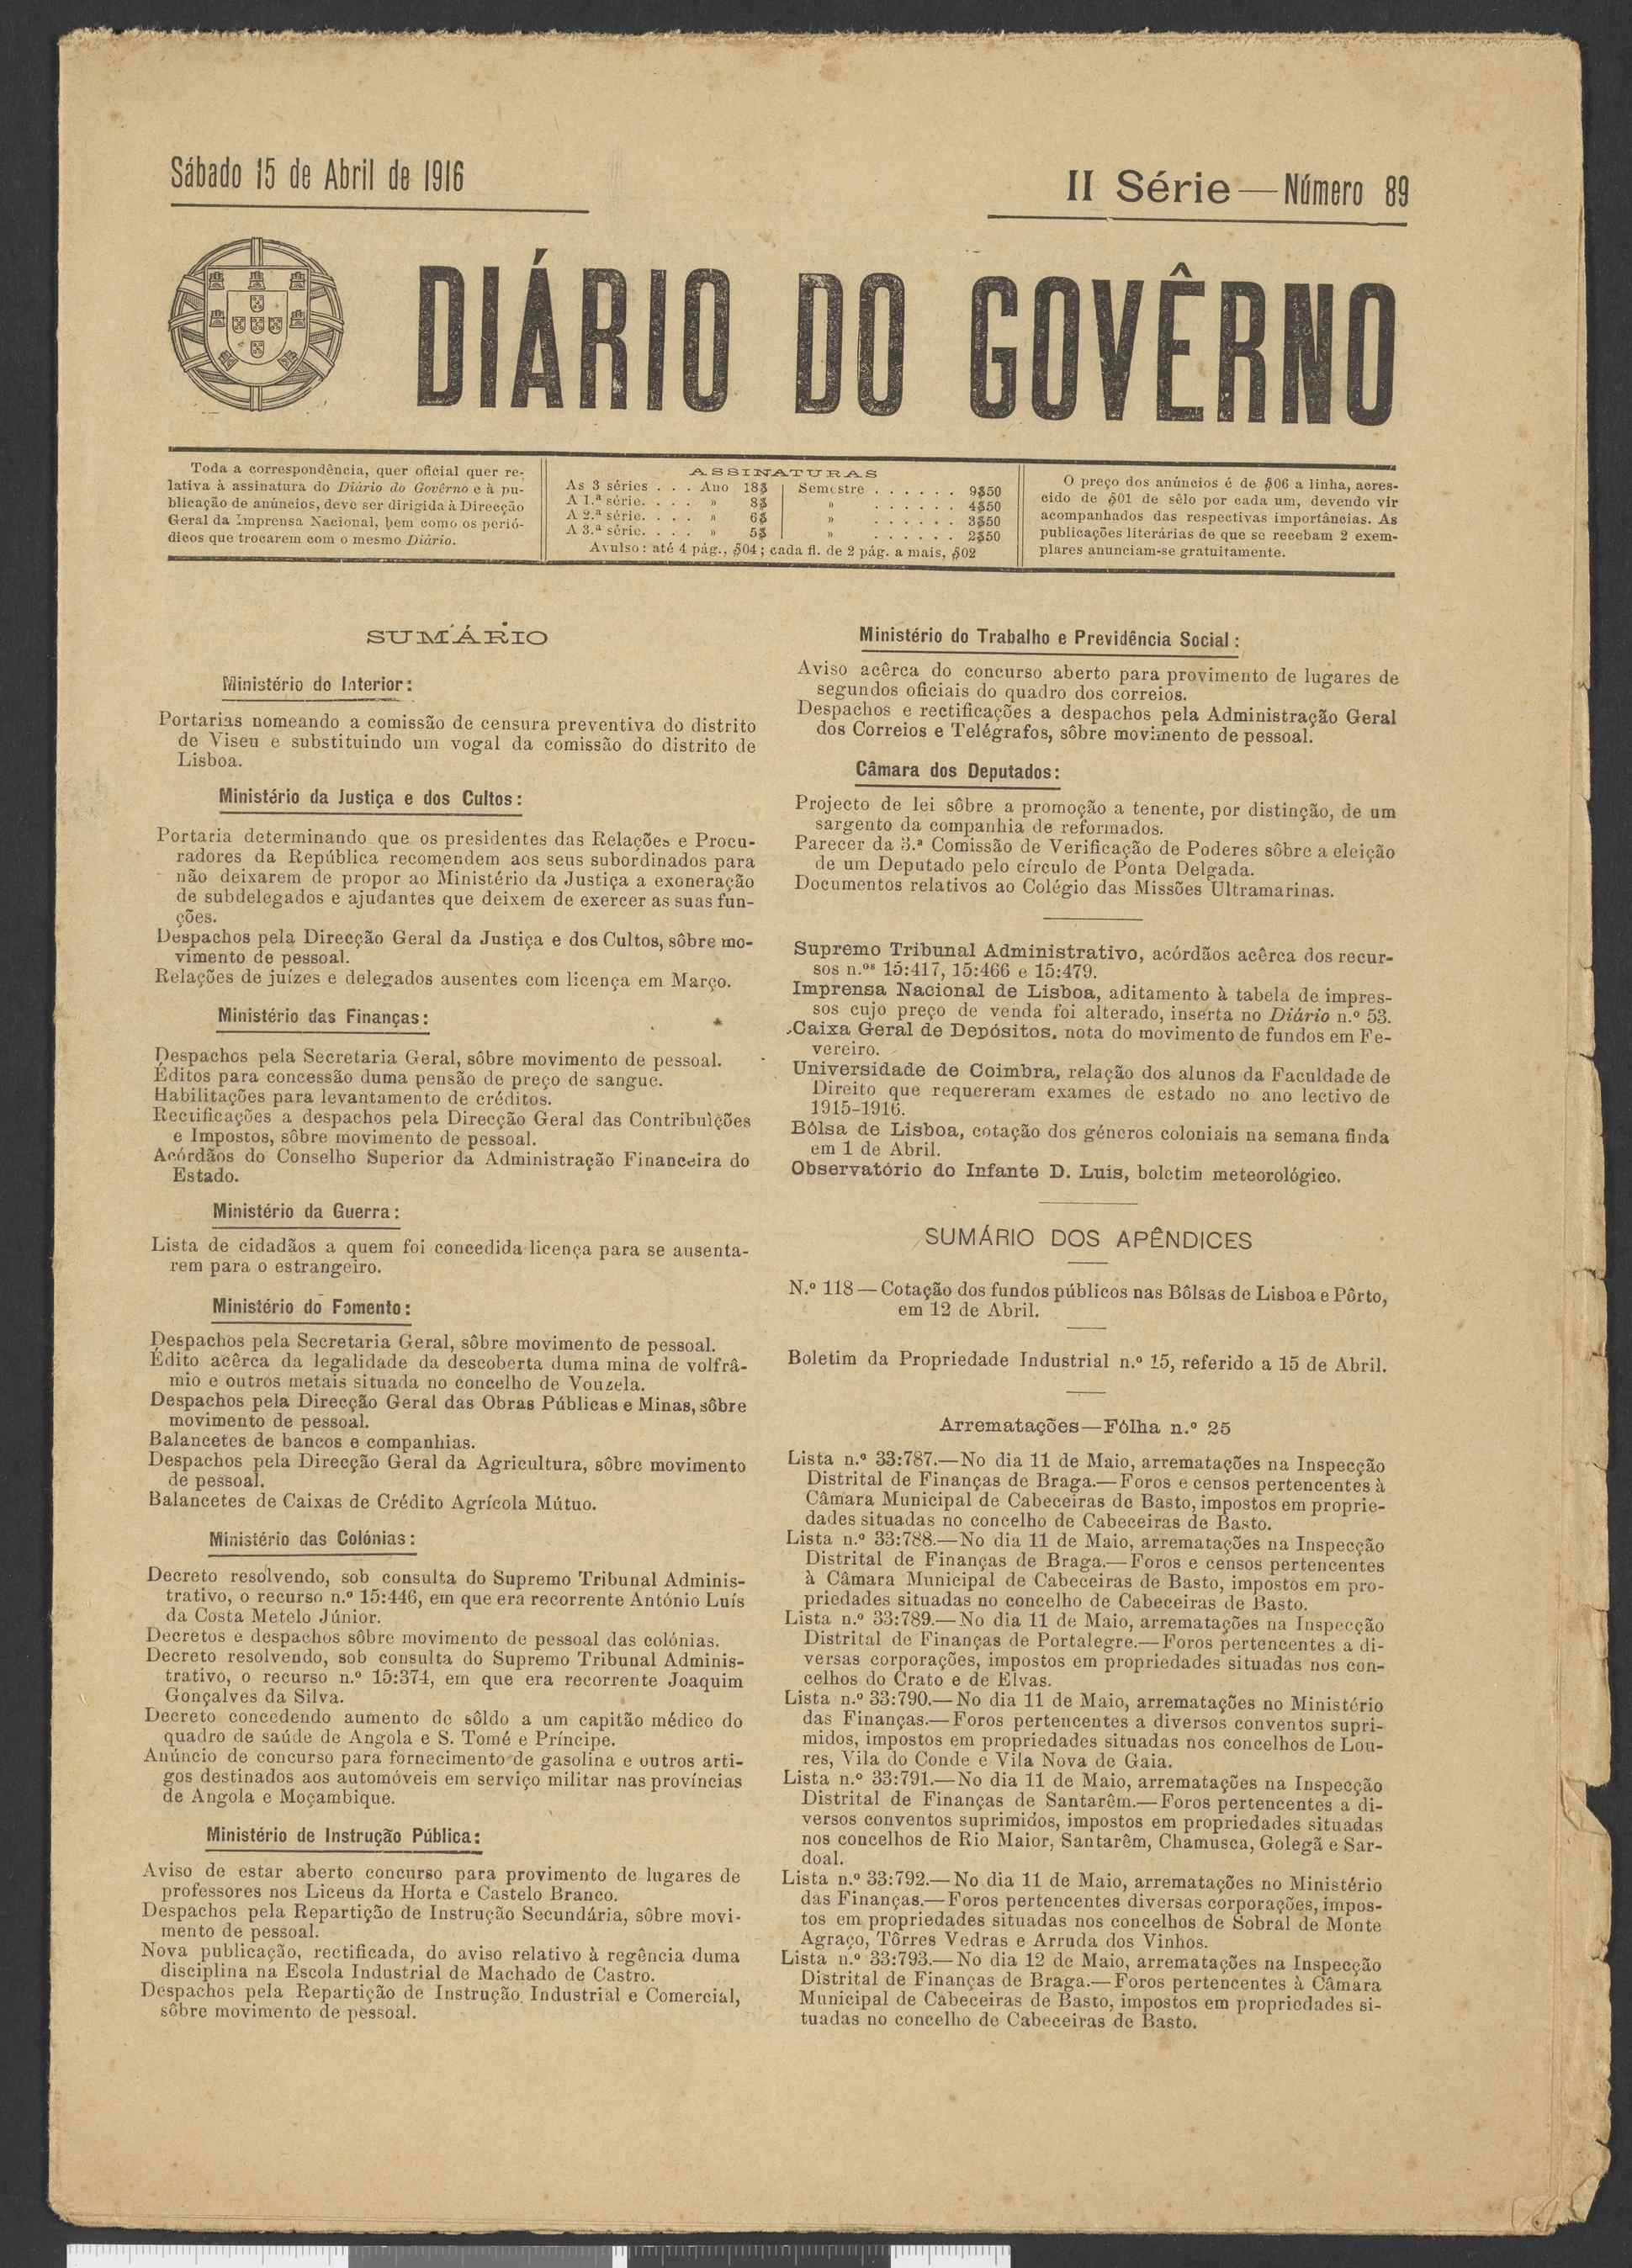 Sábado 15 de Abril de 1916
II Série—Número 89
DIÁRIO DO GOVÊRNO
Toda a correspondência, quer oficial quer re-
lativa à assinatura do Diário do Govêrno e à pu-
blicação de anúncios, deve ser dirigida à Direcção
Geral da Imprensa Nacional, bem como os perió-
dicos que trocarem com o mesmo Diário.
ASSINATURAS
As 3 séries . . . Ano 18$ Semestre . . . . . . 9$50
A 1.ª série. . . . » 8$ » . . . . . . 4$50
A 2.ª série. . . . » 6$ » . . . . . . 3$50
A 3.ª série. . . . » 5$ » . . . . . . 2$50
Avulso: até 4 pág., $04; cada fl. de 2 pág. a mais, $02
O preço dos anúncios é de $06 a linha, acres-
cido de $01 de sêlo por cada um, devendo vir
acompanhados das respectivas importâncias. As
publicações literárias de que se recebam 2 exem-
plares anunciam-se gratuitamente.
SUMÁRIO
Ministério do Interior:
Portarias nomeando a comissão de censura preventiva do distrito
de Viseu e substituindo um vogal da comissão do distrito de
Lisboa.
Ministério da Justiça e dos Cultos:
Portaria determinando que os presidentes das Relações e Procu-
radores da República recomendem aos seus subordinados para
não deixarem de propor ao Ministério da Justiça a exoneração
de subdelegados e ajudantes que deixem de exercer as suas fun-
ções.
Despachos pela Direcção Geral da Justiça e dos Cultos, sôbre mo-
vimento de pessoal.
Relações de juízes e delegados ausentes com licença em Março.
Ministério das Finanças:
Despachos pela Secretaria Geral, sôbre movimento de pessoal.
Éditos para concessão duma pensão de preço de sangue.
Habilitações para levantamento de créditos.
Rectificações a despachos pela Direcção Geral das Contribuïções
e Impostos, sôbre movimento de pessoal.
Acórdãos do Conselho Superior da Administração Financeira do
Estado.
Ministério da Guerra:
Lista de cidadãos a quem foi concedida licença para se ausenta-
rem para o estrangeiro.
Ministério do Fomento:
Despachos pela Secretaria Geral, sôbre movimento de pessoal.
Édito acêrca da legalidade da descoberta duma mina de volfrâ-
mio e outros metais situada no concelho de Vouzela.
Despachos pela Direcção Geral das Obras Públicas e Minas, sôbre
movimento de pessoal.
Balancetes de bancos e companhias.
Despachos pela Direcção Geral da Agricultura, sôbre movimento
de pessoal.
Balancetes de Caixas de Crédito Agrícola Mútuo.
Ministério das Colónias:
Decreto resolvendo, sob consulta do Supremo Tribunal Adminis-
trativo, o recurso n.º 15:446, em que era recorrente António Luís
da Costa Metelo Júnior.
Decretos e despachos sôbre movimento de pessoal das colónias.
Decreto resolvendo, sob consulta do Supremo Tribunal Adminis-
trativo, o recurso n.º 15:374, em que era recorrente Joaquim
Gonçalves da Silva.
Decreto concedendo aumento de sôldo a um capitão médico do
quadro de saúde de Angola e S. Tomé e Príncipe.
Anúncio de concurso para fornecimento de gasolina e outros arti-
gos destinados aos automóveis em serviço militar nas províncias
de Angola e Moçambique.
Ministério de Instrução Pública:
Aviso de estar aberto concurso para provimento de lugares de
professores nos Liceus da Horta e Castelo Branco.
Despachos pela Repartição de Instrução Secundária, sôbre movi-
mento de pessoal.
Nova publicação, rectificada, do aviso relativo à regência duma
disciplina na Escola Industrial de Machado de Castro.
Despachos pela Repartição de Instrução Industrial e Comercial,
sôbre movimento de pessoal.
Ministério do Trabalho e Previdência Social:
Aviso acêrca do concurso aberto para provimento de lugares de
segundos oficiais do quadro dos correios.
Despachos e rectificações a despachos pela Administração Geral
dos Correios e Telégrafos, sôbre movimento de pessoal.
Câmara dos Deputados:
Projecto de lei sôbre a promoção a tenente, por distinção, de um
sargento da companhia de reformados.
Parecer da 3.ª Comissão de Verificação de Poderes sôbre a eleição
de um Deputado pelo círculo de Ponta Delgada.
Documentos relativos ao Colégio das Missões Ultramarinas.
Supremo Tribunal Administrativo, acórdãos acêrca dos recur-
sos n.ºs 15:417, 15:466 e 15:479.
Imprensa Nacional de Lisboa, aditamento à tabela de impres-
sos cujo preço de venda foi alterado, inserta no Diário n.º 53.
Caixa Geral de Depósitos, nota do movimento de fundos em Fe-
vereiro.
Universidade de Coimbra, relação dos alunos da Faculdade de
Direito que requereram exames de estado no ano lectivo de
1915-1916.
Bôlsa de Lisboa, cotação dos géneros coloniais na semana finda
em 1 de Abril.
Observatório do Infante D. Luis, boletim meteorológico.
SUMÁRIO DOS APÊNDICES
N.º 118—Cotação dos fundos públicos nas Bôlsas de Lisboa e Pôrto,
em 12 de Abril.
Boletim da Propriedade Industrial n.º 15, referido a 15 de Abril.
Arrematações—Fôlha n.º 25
Lista n.º 33:787.—No dia 11 de Maio, arrematações na Inspecção
Distrital de Finanças de Braga.—Foros e censos pertencentes à
Câmara Municipal de Cabeceiras de Basto, impostos em proprie-
dades situadas no concelho de Cabeceiras de Basto.
Lista n.º 33:788.—No dia 11 de Maio, arrematações na Inspecção
Distrital de Finanças de Braga.—Foros e censos pertencentes
à Câmara Municipal de Cabeceiras de Basto, impostos em pro-
priedades situadas no concelho de Cabeceiras de Basto.
Lista n.º 33:789.—No dia 11 de Maio, arrematações na Inspecção
Distrital de Finanças de Portalegre.—Foros pertencentes a di-
versas corporações, impostos em propriedades situadas nos con-
celhos do Crato e de Elvas.
Lista n.º 33:790.—No dia 11 de Maio, arrematações no Ministério
das Finanças.—Foros pertencentes a diversos conventos supri-
midos, impostos em propriedades situadas nos concelhos de Lou-
res, Vila do Conde e Vila Nova de Gaia.
Lista n.º 33:791.—No dia 11 de Maio, arrematações na Inspecção
Distrital de Finanças de Santarêm.—Foros pertencentes a di-
versos conventos suprimidos, impostos em propriedades situadas
nos concelhos de Rio Maior, Santarêm, Chamusca, Golegã e Sar-
doal.
Lista n.º 33:792.—No dia 11 de Maio, arrematações no Ministério
das Finanças.—Foros pertencentes diversas corporações, impos-
tos em propriedades situadas nos concelhos de Sobral de Monte
Agraço, Tôrres Vedras e Arruda dos Vinhos.
Lista n.º 33:793.—No dia 12 de Maio, arrematações na Inspecção
Distrital de Finanças de Braga.—Foros pertencentes à Câmara
Municipal de Cabeceiras de Basto, impostos em propriedades si-
tuadas no concelho de Cabeceiras de Basto.